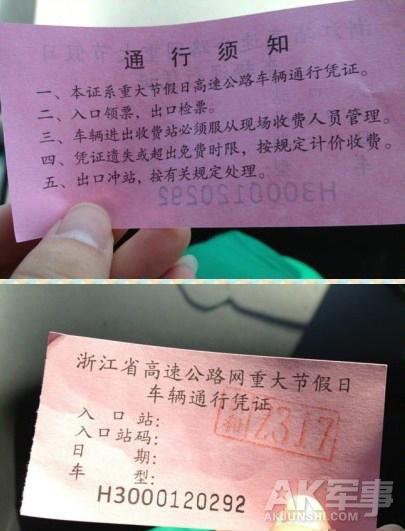 通行须知
一、本证系重大节假日高速公路车辆通行凭证。
二、入口领票，出口检票。
三、车辆进出收费站必须服从现场收费人员管理。
四、凭证遗失或超出免费时限，按规定计价收费。
五、出口冲站，按有关规定处理。
H3000120292
浙江省高速公路网重大节假日
车辆通行凭证
入口站:
入口站码: 2317
日期:
车型:
H3000120292
AK军事
AKJUNSHI.COM